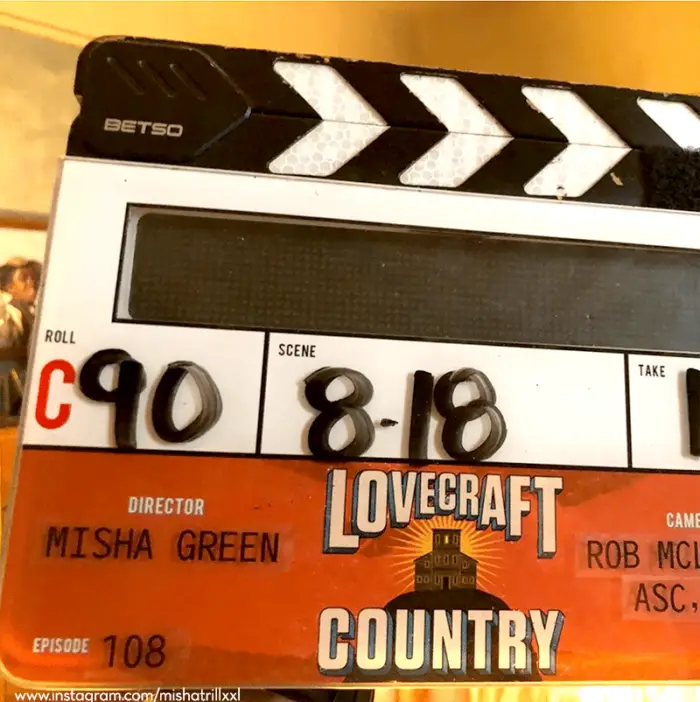 BETSO
ROLL
C90
SCENE
8-18
TAKE
DIRECTOR
MISHA GREEN
LOVECRAFT
COUNTRY
ROB
ASC,
EPISODE 108
www.instagram.com/mishatrillxxl